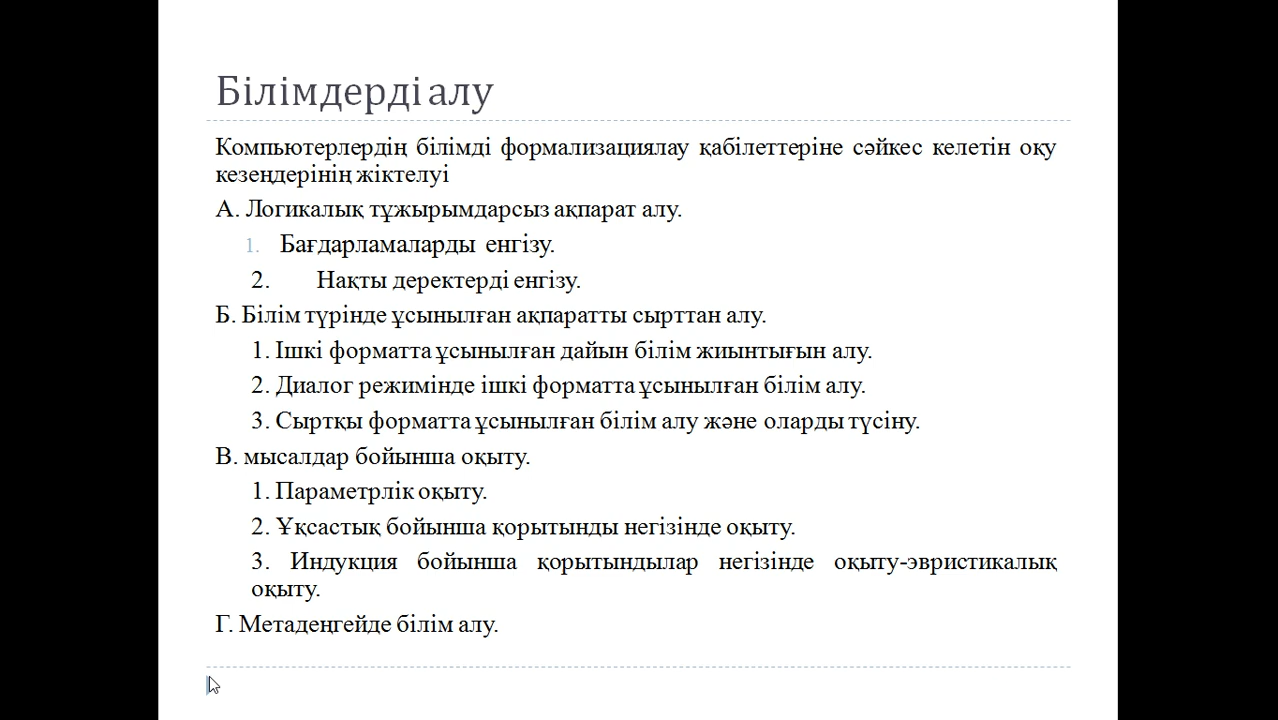 Білімдерді алу
Компьютерлердің білімді формализациялау қабілеттеріне сәйкес келетін оқу
кезеңдерінің жіктелуі
А. Логикалық тұжырымдарсыз ақпарат алу.
1. Бағдарламаларды енгізу.
2. Нақты деректерді енгізу.
Б. Білім түрінде ұсынылған ақпаратты сырттан алу.
1. Ішкі форматта ұсынылған дайын білім жиынтығын алу.
2. Диалог режимінде ішкі форматта ұсынылған білім алу.
3. Сыртқы форматта ұсынылған білім алу және оларды түсіну.
В. мысалдар бойынша оқыту.
1. Параметрлік оқыту.
2. Ұқсастық бойынша қорытынды негізінде оқыту.
3. Индукция бойынша қорытындылар негізінде оқыту-эвристикалық
оқыту.
Г. Метадеңгейде білім алу.